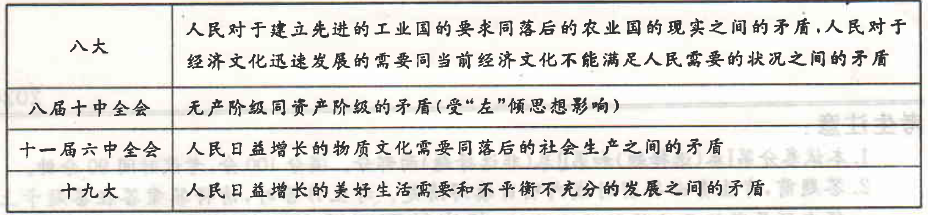 八大
人民对于建立先进的工业国的要求同落后的农业国的现实之间的矛盾,人民对于
经济文化迅速发展的需要同当前经济文化不能满足人民需要的状况之间的矛盾
八届十中全会
无产阶级同资产阶级的矛盾(受“左”倾思想影响)
十一届六中全会
人民日益增长的物质文化需要同落后的社会生产之间的矛盾
十九大
人民日益增长的美好生活需要和不平衡不充分的发展之间的矛盾